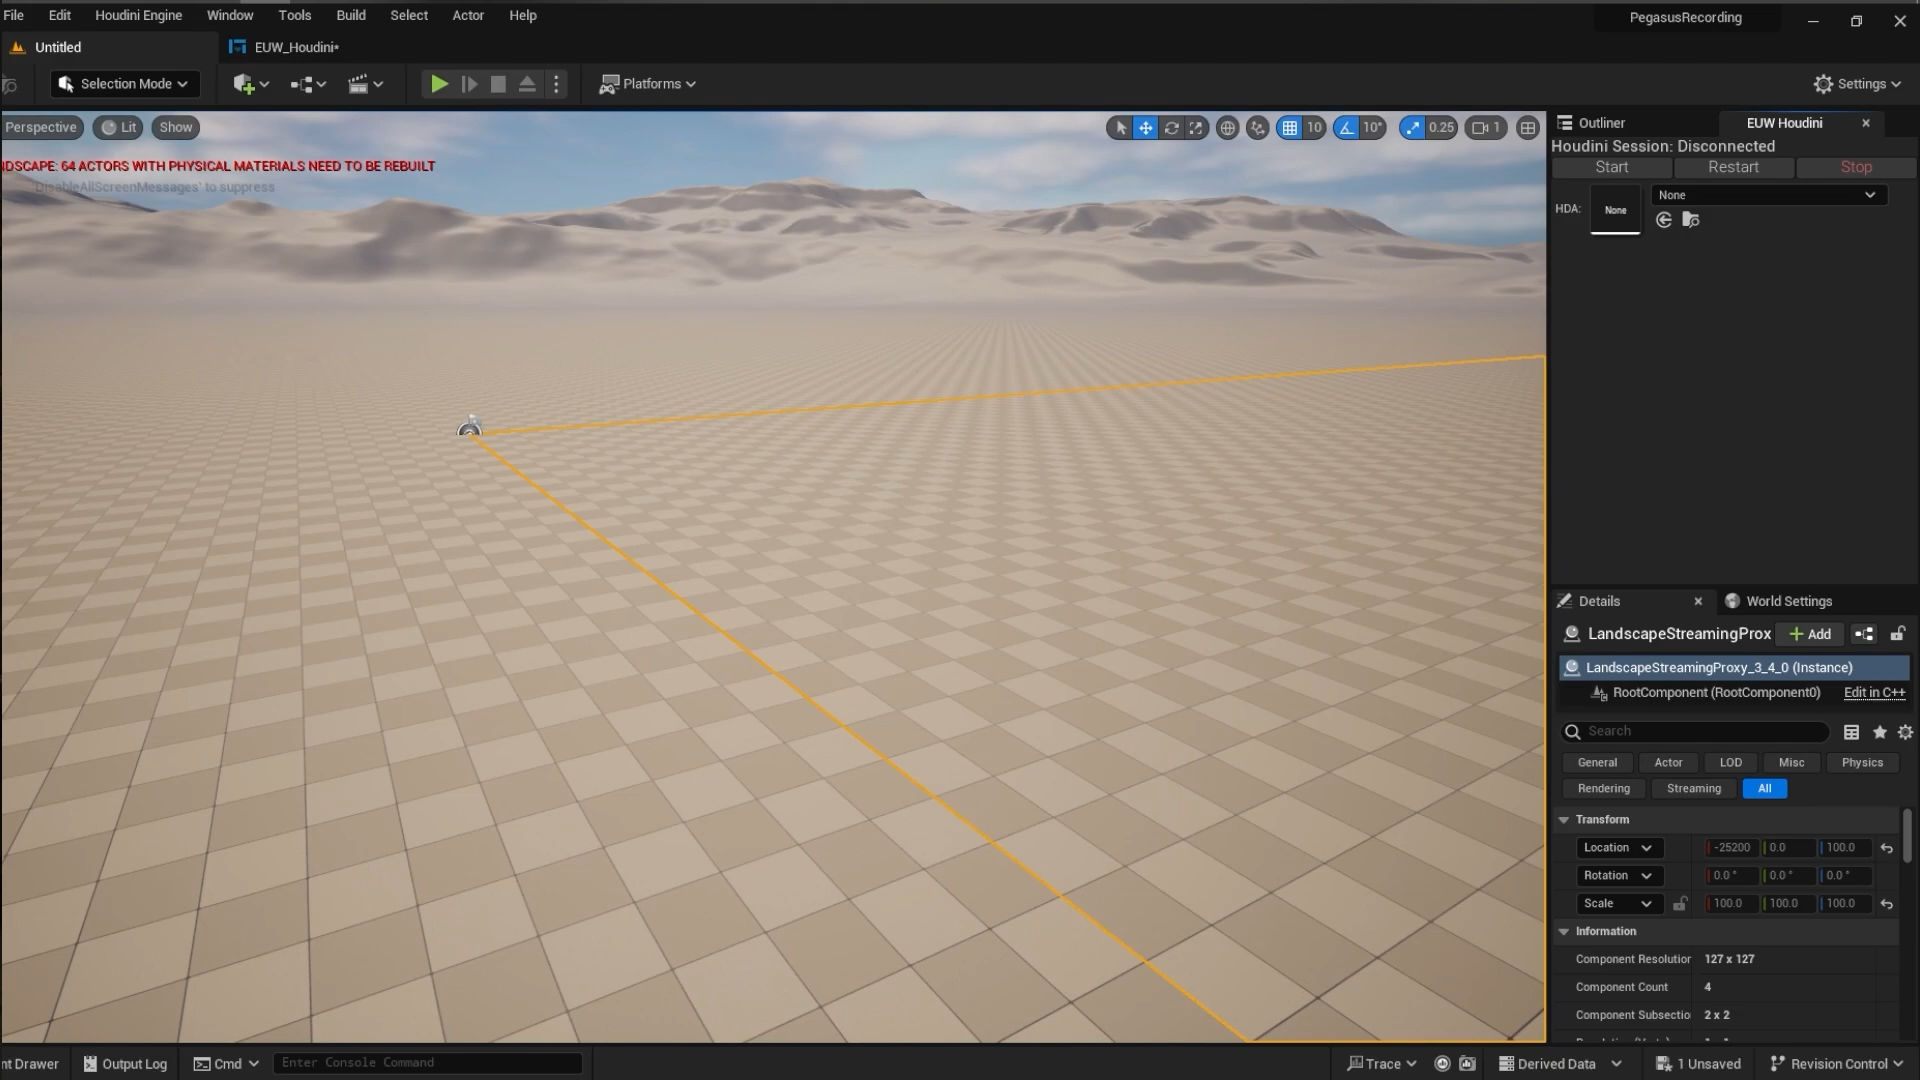 File Edit Houdini Engine Window Tools Build Select Actor Help
PegasusRecording
Untitled EUW_Houdini*
Selection Mode Platforms Settings
Perspective Lit Show 10 10° 0.25 1
NDSCAPE: 64 ACTORS WITH PHYSICAL MATERIALS NEED TO BE REBUILT
'DisableAllScreenMessages' to suppress
Outliner EUW Houdini
Houdini Session: Disconnected
Start Restart Stop
HDA: None None
Details World Settings
LandscapeStreamingProx Add
LandscapeStreamingProxy_3_4_0 (Instance)
RootComponent (RootComponent0) Edit in C++
Search
General Actor LOD Misc Physics
Rendering Streaming All
Transform
Location -25200 0.0 100.0
Rotation 0.0 ° 0.0 ° 0.0 °
Scale 100.0 100.0 100.0
Information
Component Resolution 127 x 127
Component Count 4
Component Subsectio 2 x 2
nt Drawer Output Log Cmd Enter Console Command Trace Derived Data 1 Unsaved Revision Control